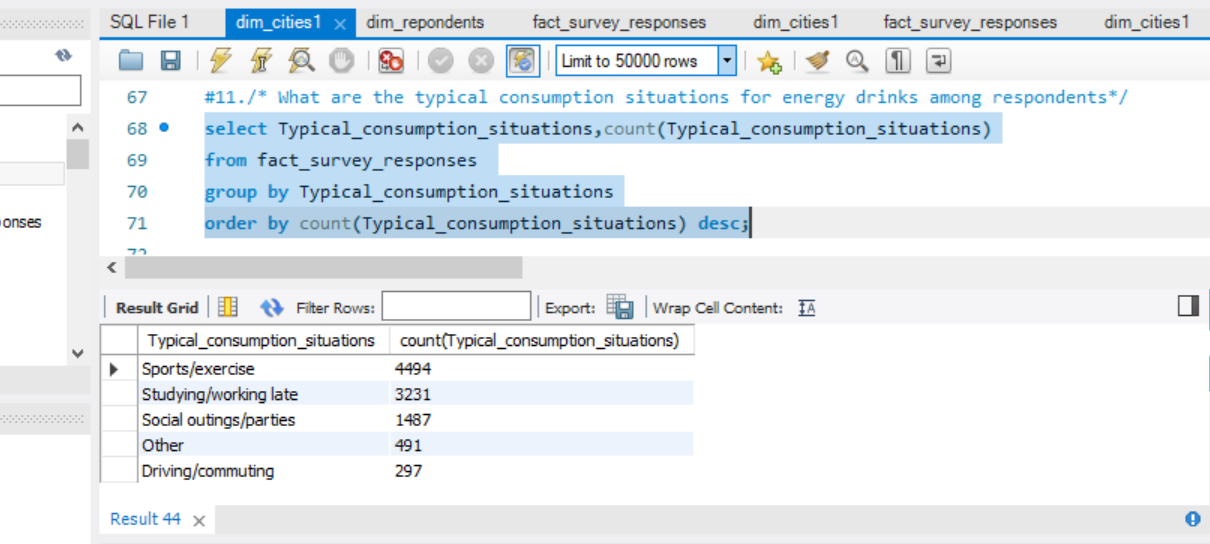 SQL File 1 dim_cities1 × dim_repondents fact_survey_responses dim_cities1 fact_survey_responses dim_cities1
Limit to 50000 rows
67 #11./* What are the typical consumption situations for energy drinks among respondents*/
68 select Typical_consumption_situations,count(Typical_consumption_situations)
69 from fact_survey_responses
70 group by Typical_consumption_situations
71 order by count(Typical_consumption_situations) desc;
72
onses
Result Grid Filter Rows: Export: Wrap Cell Content:
Typical_consumption_situations count(Typical_consumption_situations)
Sports/exercise 4494
Studying/working late 3231
Social outings/parties 1487
Other 491
Driving/commuting 297
Result 44 ×